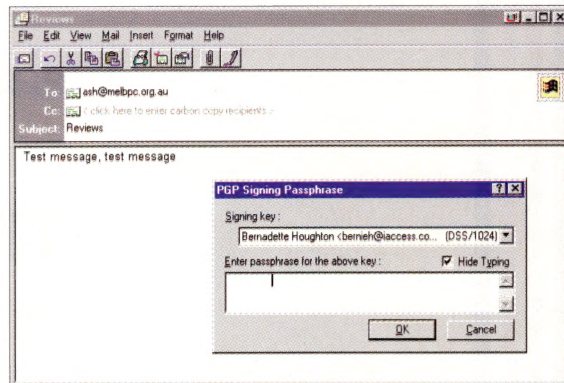 Reviews
File Edit View Mail Insert Format Help
To: ash@melbpc.org.au
Cc: < click here to enter carbon copy recipients >
Subject: Reviews
Test message, test message
PGP Signing Passphrase
Signing key :
Bernadette Houghton <bernieh@iaccess.co... (DSS/1024)
Enter passphrase for the above key : Hide Typing
OK Cancel